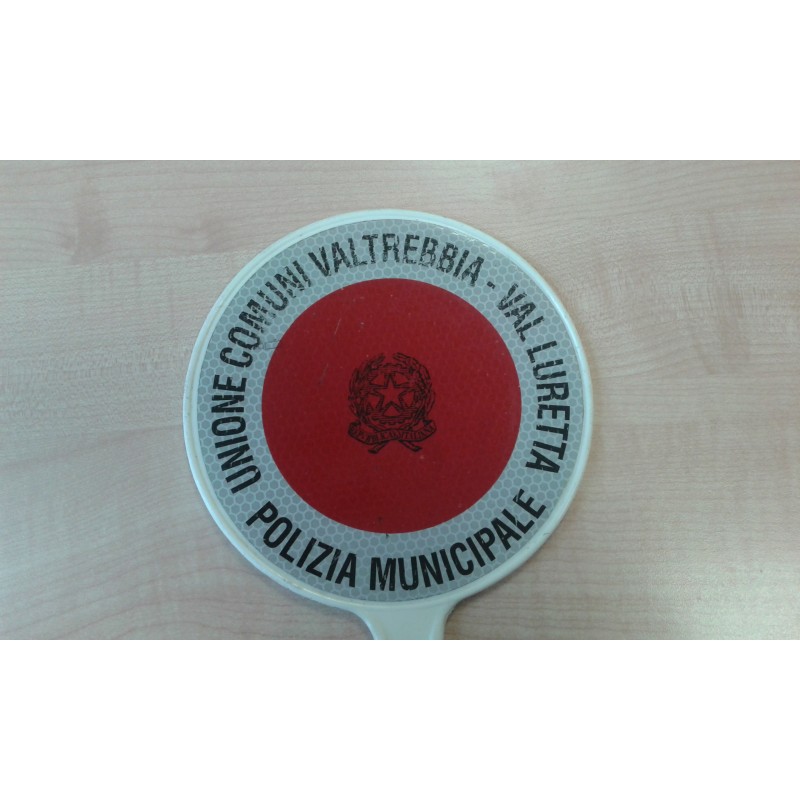 UNIONE COMUNI VALTREBBIA - VAL LURETTA
POLIZIA MUNICIPALE